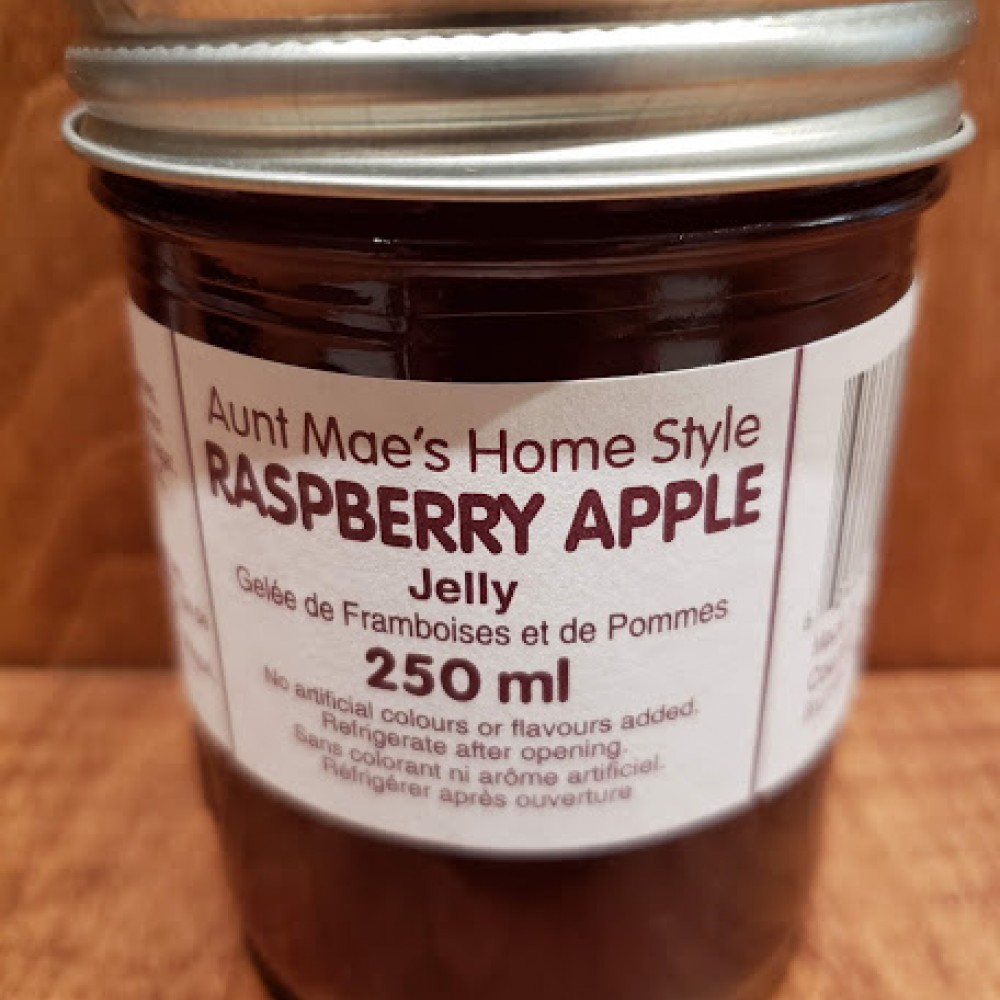 Aunt Mae's Home Style
RASPBERRY APPLE
Jelly
Gelée de Framboises et de Pommes
250 ml
No artificial colours or flavours added.
Refrigerate after opening.
Sans colorant ni arôme artificiel.
Réfrigérer après ouverture